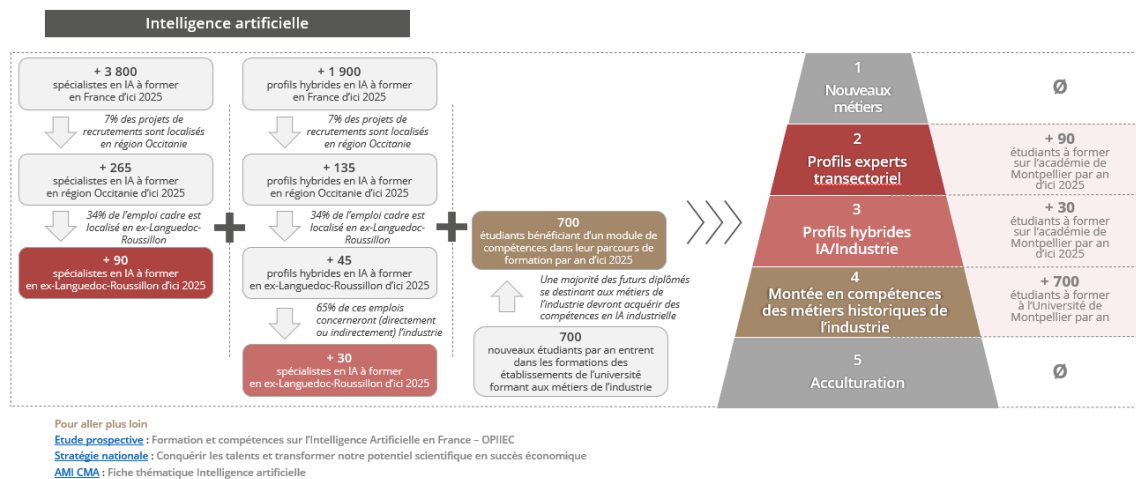 Intelligence artificielle
+ 3 800
spécialistes en IA à former
en France d'ici 2025
7% des projets de
recrutements sont localisés
en région Occitanie
+ 265
spécialistes en IA à former
en région Occitanie d'ici 2025
34% de l'emploi cadre est
localisé en ex-Languedoc-
Roussillon
+ 90
spécialistes en IA à former
en ex-Languedoc-Roussillon d'ici 2025
+ 1 900
profils hybrides en IA à former
en France d'ici 2025
7% des projets de
recrutements sont localisés
en région Occitanie
+ 135
profils hybrides en IA à former
en région Occitanie d'ici 2025
34% de l'emploi cadre est
localisé en ex-Languedoc-
Roussillon
+ 45
profils hybrides en IA à former
en ex-Languedoc-Roussillon d'ici 2025
65% de ces emplois
concerneront (directement
ou indirectement) l'industrie
+ 30
spécialistes en IA à former
en ex-Languedoc-Roussillon d'ici 2025
700
étudiants bénéficiant d'un module de
compétences dans leur parcours de
formation par an d'ici 2025
Une majorité des futurs diplômés
se destinant aux métiers de
l'industrie devront acquérir des
compétences en IA industrielle
700
nouveaux étudiants par an entrent
dans les formations des
établissements de l'université
formant aux métiers de l'industrie
1
Nouveaux
métiers
Ø
2
Profils experts
transectoriel
+ 90
étudiants à former
sur l'académie de
Montpellier par an
d'ici 2025
3
Profils hybrides
IA/Industrie
+ 30
étudiants à former
sur l'académie de
Montpellier par an
d'ici 2025
4
Montée en compétences
des métiers historiques de
l'industrie
+ 700
étudiants à former
à l'Université de
Montpellier par an
5
Acculturation
Ø
Pour aller plus loin
Etude prospective : Formation et compétences sur l'Intelligence Artificielle en France – OPIIEC
Stratégie nationale : Conquérir les talents et transformer notre potentiel scientifique en succès économique
AMI CMA : Fiche thématique Intelligence artificielle